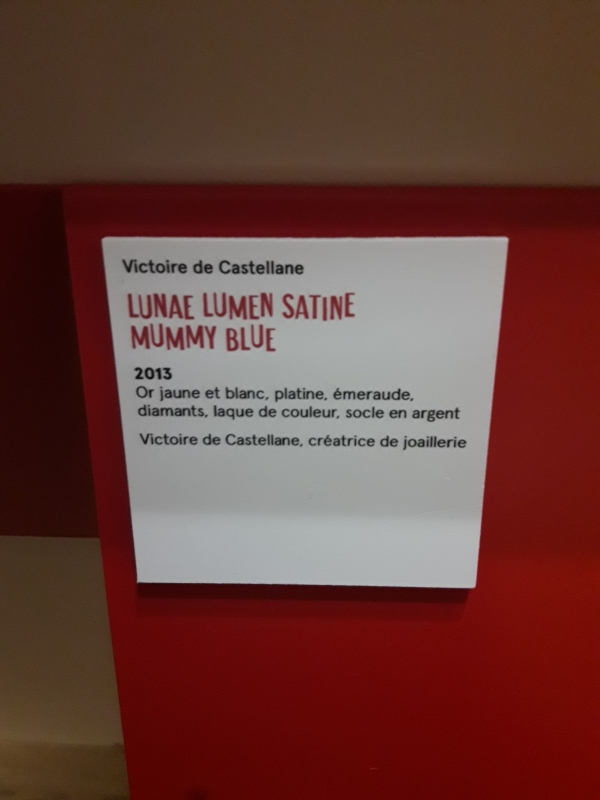 Victoire de Castellane
LUNAE LUMEN SATINE
MUMMY BLUE
2013
Or jaune et blanc, platine, émeraude,
diamants, laque de couleur, socle en argent
Victoire de Castellane, créatrice de joaillerie